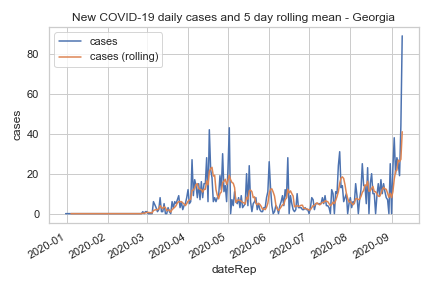 New COVID-19 daily cases and 5 day rolling mean - Georgia
cases
cases (rolling)
cases
80
60
40
20
0
2020-01
2020-02
2020-03
2020-04
2020-05
2020-06
2020-07
2020-08
2020-09
dateRep